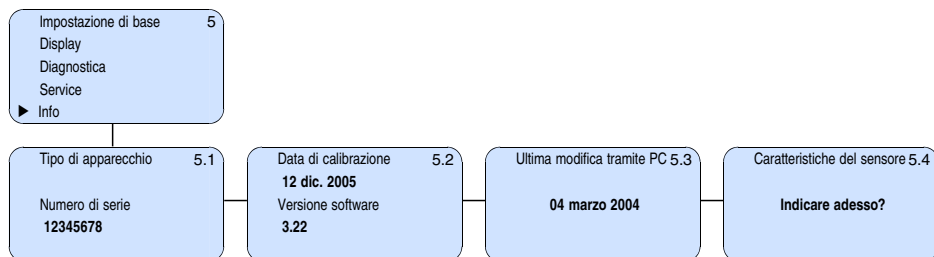 Impostazione di base 5
Display
Diagnostica
Service
▶ Info
Tipo di apparecchio 5.1
Numero di serie
12345678
Data di calibrazione 5.2
12 dic. 2005
Versione software
3.22
Ultima modifica tramite PC 5.3
04 marzo 2004
Caratteristiche del sensore 5.4
Indicare adesso?